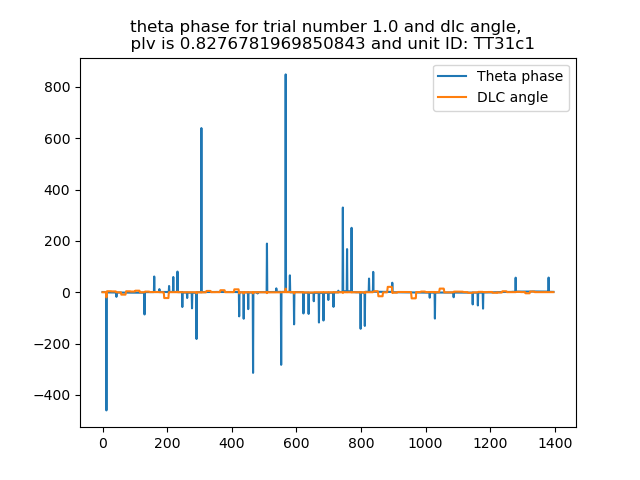 theta phase for trial number 1.0 and dlc angle,
plv is 0.8276781969850843 and unit ID: TT31c1
Theta phase
DLC angle
800
600
400
200
0
−200
−400
0 200 400 600 800 1000 1200 1400